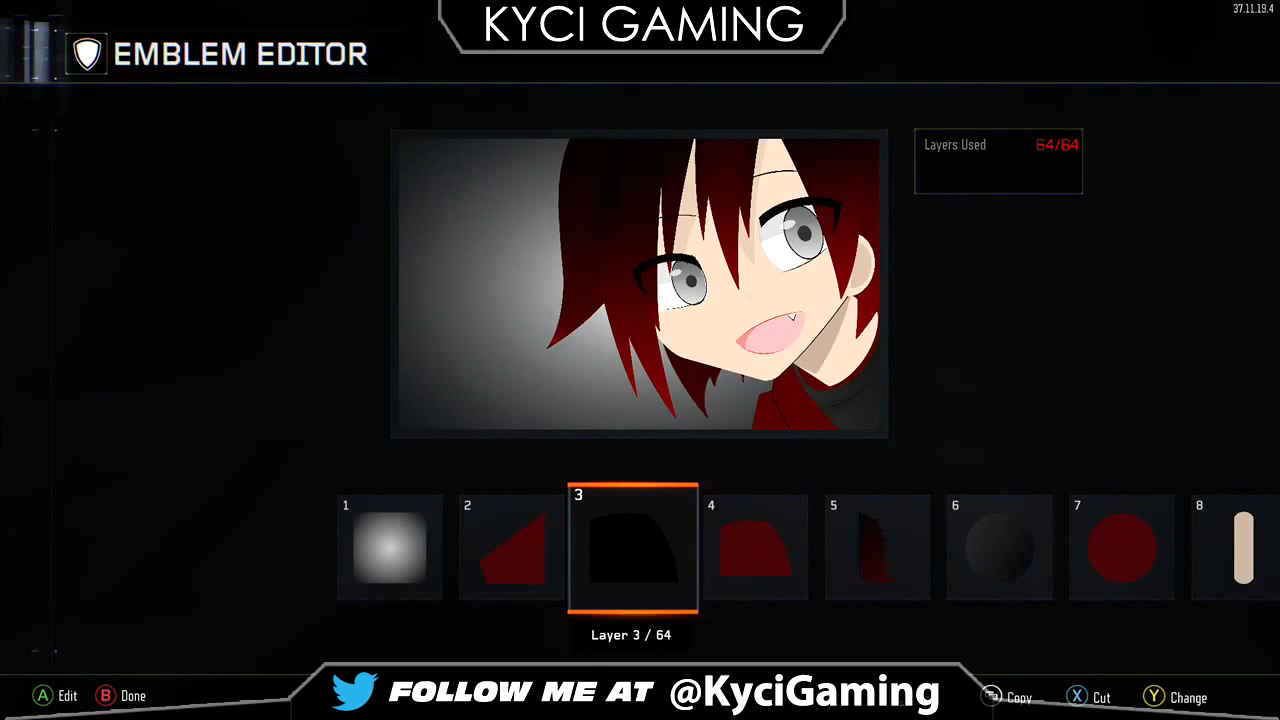 KYCI GAMING
37.11.19.4
EMBLEM EDITOR
Layers Used 64/64
1 2 3 4 5 6 7 8
Layer 3 / 64
A Edit B Done
FOLLOW ME AT @KyciGaming
Copy X Cut Y Change